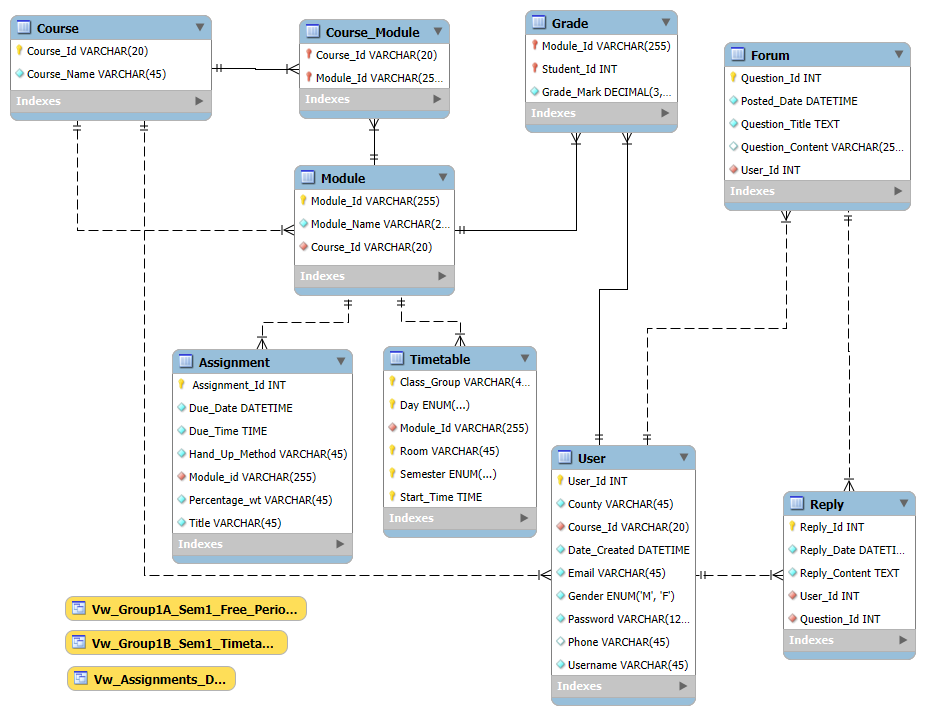 Course
Course_Id VARCHAR(20)
Course_Name VARCHAR(45)
Indexes
Course_Module
Course_Id VARCHAR(20)
Module_Id VARCHAR(25...
Indexes
Grade
Module_Id VARCHAR(255)
Student_Id INT
Grade_Mark DECIMAL(3,...
Indexes
Forum
Question_Id INT
Posted_Date DATETIME
Question_Title TEXT
Question_Content VARCHAR(25...
User_Id INT
Indexes
Module
Module_Id VARCHAR(255)
Module_Name VARCHAR(2...
Course_Id VARCHAR(20)
Indexes
Assignment
Assignment_Id INT
Due_Date DATETIME
Due_Time TIME
Hand_Up_Method VARCHAR(45)
Module_id VARCHAR(255)
Percentage_wt VARCHAR(45)
Title VARCHAR(45)
Indexes
Timetable
Class_Group VARCHAR(4...
Day ENUM(...)
Module_Id VARCHAR(255)
Room VARCHAR(45)
Semester ENUM(...)
Start_Time TIME
Indexes
User
User_Id INT
County VARCHAR(45)
Course_Id VARCHAR(20)
Date_Created DATETIME
Email VARCHAR(45)
Gender ENUM('M', 'F')
Password VARCHAR(12...
Phone VARCHAR(45)
Username VARCHAR(45)
Indexes
Reply
Reply_Id INT
Reply_Date DATETI...
Reply_Content TEXT
User_Id INT
Question_Id INT
Indexes
Vw_Group1A_Sem1_Free_Perio...
Vw_Group1B_Sem1_Timeta...
Vw_Assignments_D...